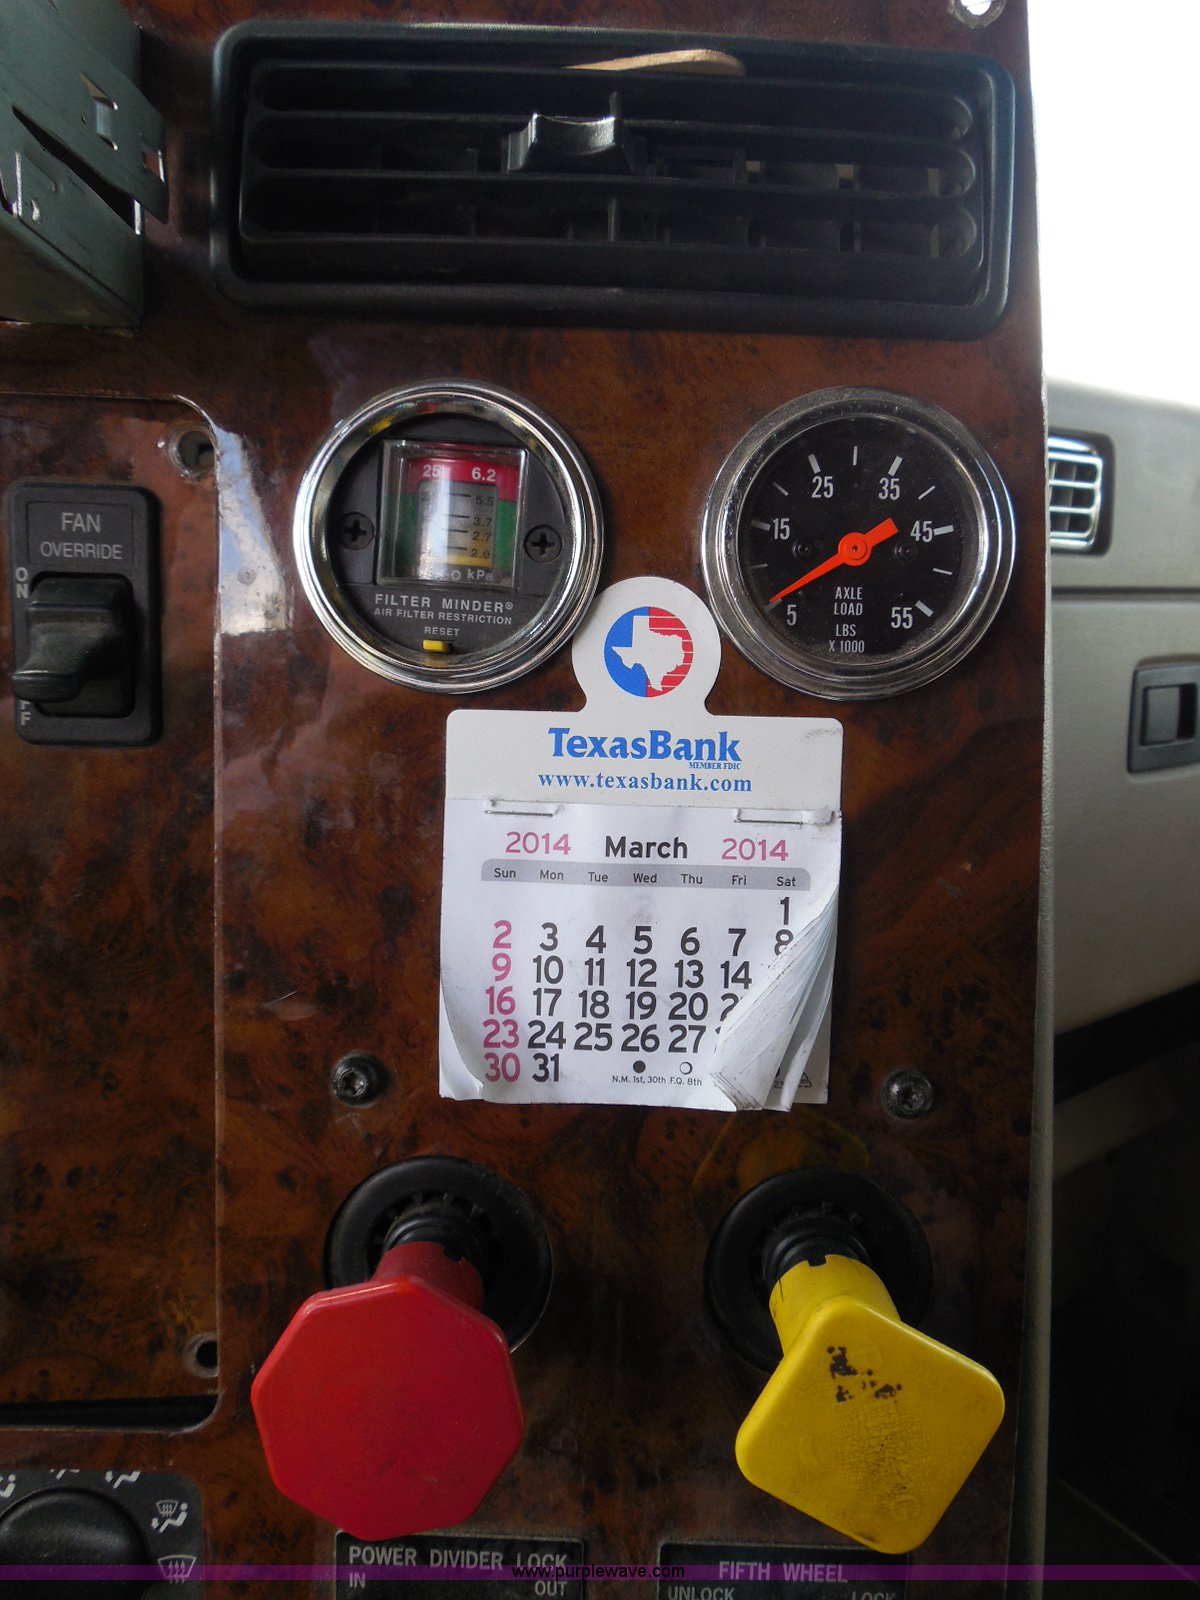 25 6.2
5.5
3.7
2.7
2.0
kPa
FILTER MINDER®
AIR FILTER RESTRICTION
RESET
25 35
15 45
5 55
AXLE
LOAD
LBS
X 1000
FAN
OVERRIDE
ON
FF
TexasBank
MEMBER FDIC
www.texasbank.com
2014 March 2014
Sun Mon Tue Wed Thu Fri Sat
1
2 3 4 5 6 7 8
9 10 11 12 13 14
16 17 18 19 20
23 24 25 26 27
30 31
N.M. 1st, 30th F.Q. 8th
POWER DIVIDER LOCK
IN OUT
FIFTH WHEEL
UNLOCK LOCK
www.purplewave.com